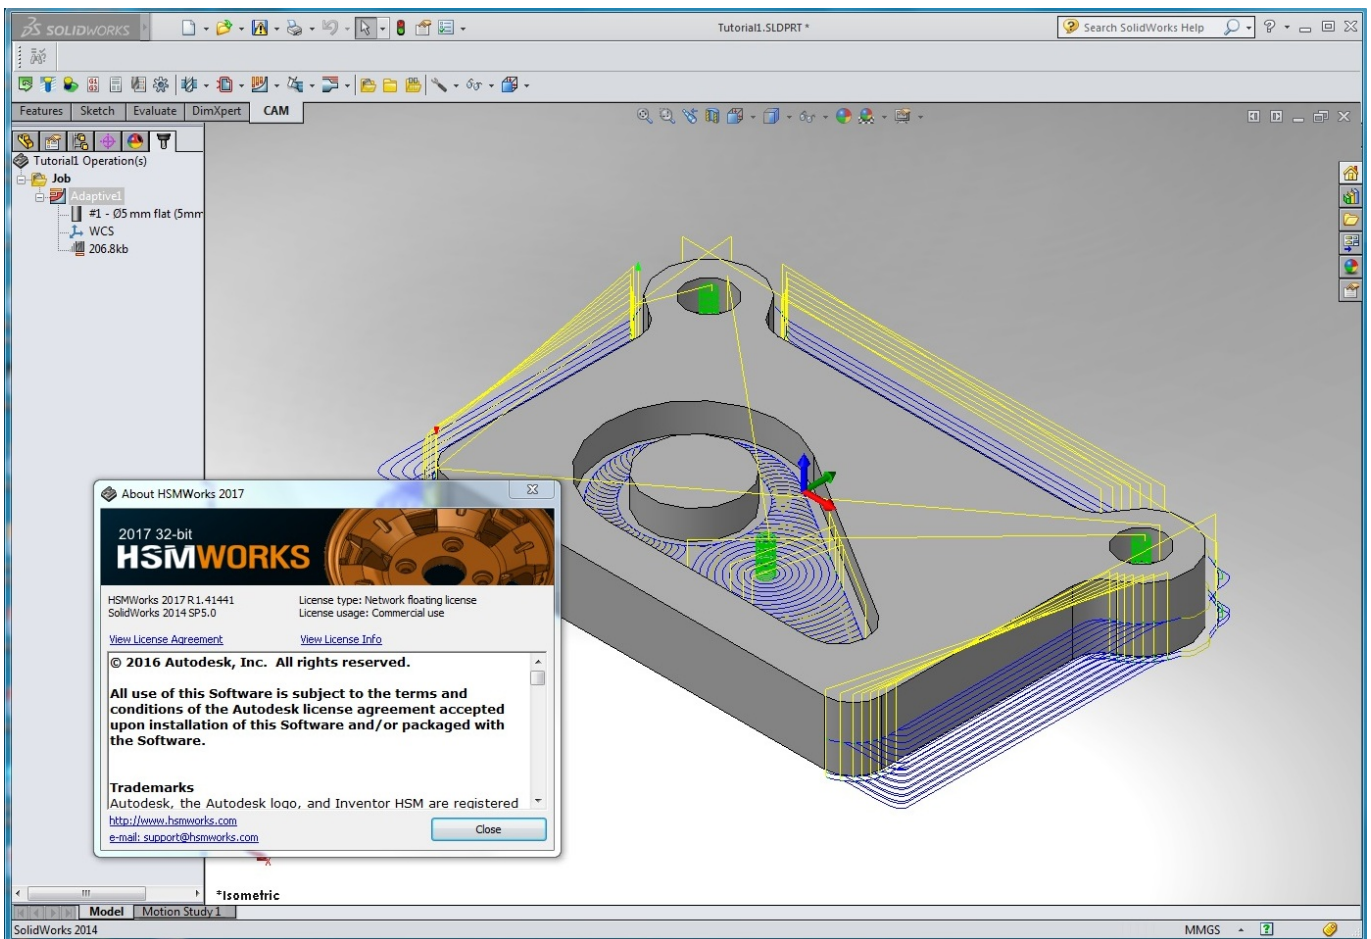 SOLIDWORKS
Tutorial1.SLDPRT *
Search SolidWorks Help
Features
Sketch
Evaluate
DimXpert
CAM
Tutorial1 Operation(s)
Job
Adaptive1
#1 - Ø5 mm flat (5mm
WCS
206.8kb
About HSMWorks 2017
2017 32-bit
HSMWORKS
HSMWorks 2017 R1.41441
License type: Network floating license
SolidWorks 2014 SP5.0
License usage: Commercial use
View License Agreement
View License Info
© 2016 Autodesk, Inc. All rights reserved.
All use of this Software is subject to the terms and
conditions of the Autodesk license agreement accepted
upon installation of this Software and/or packaged with
the Software.
Trademarks
Autodesk, the Autodesk logo, and Inventor HSM are registered
http://www.hsmworks.com
e-mail: support@hsmworks.com
Close
*Isometric
Model
Motion Study 1
SolidWorks 2014
MMGS